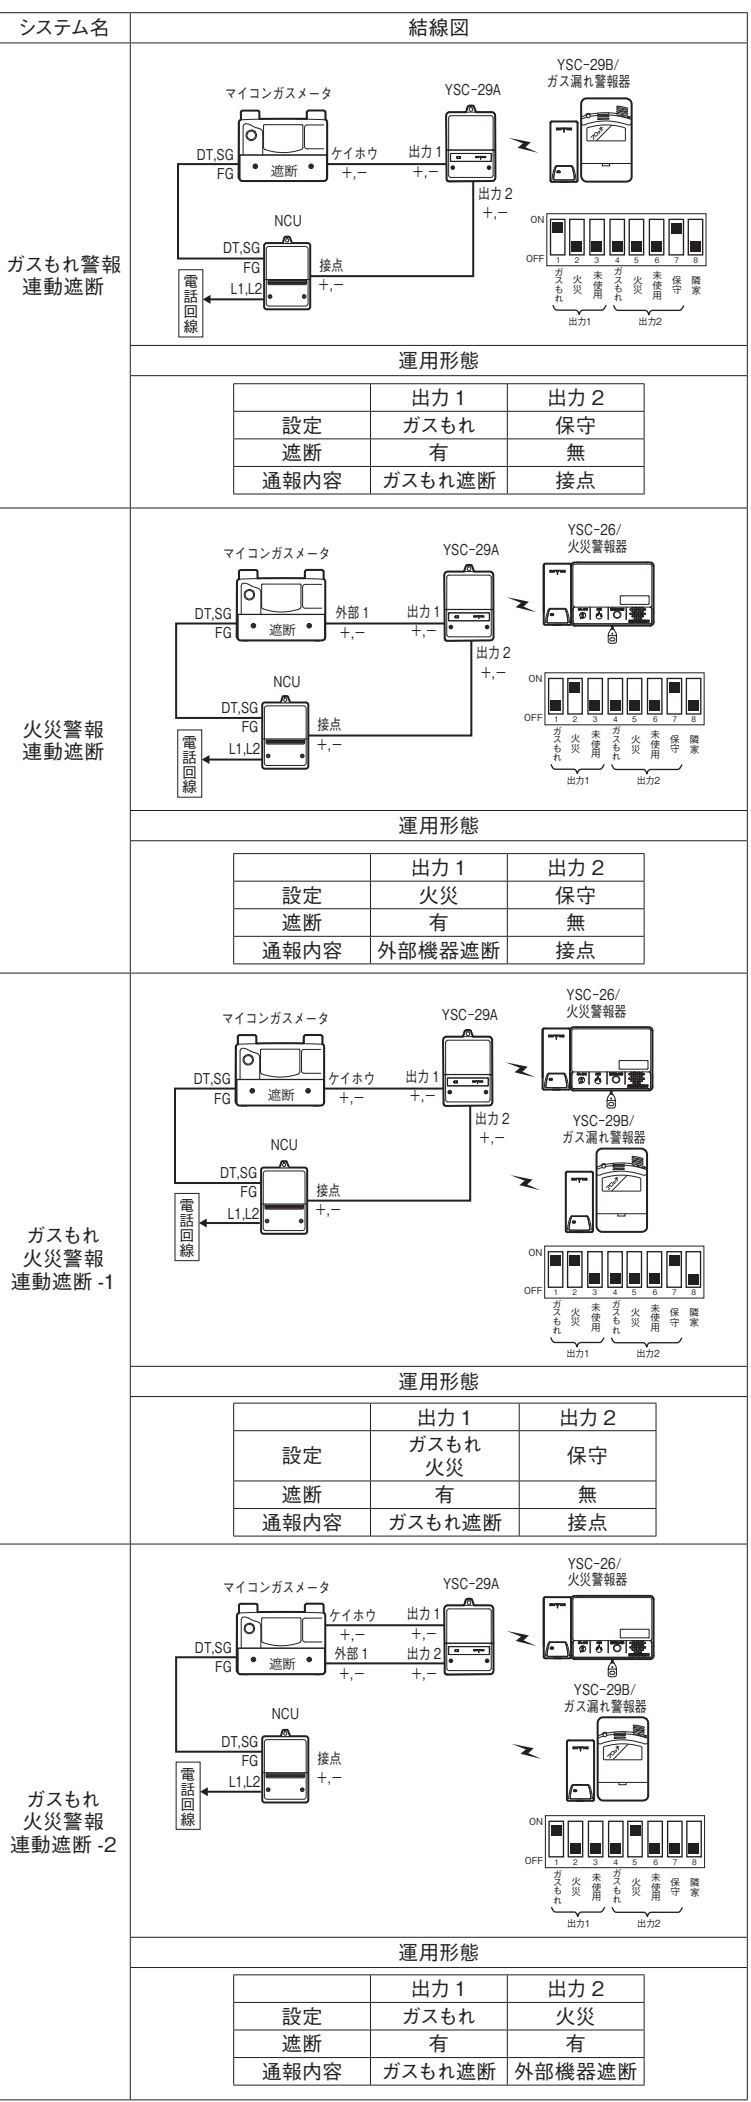 システム名
結線図
ガスもれ警報
連動遮断
マイコンガスメータ
YSC-29A
YSC-29B/
ガス漏れ警報器
DT,SG
FG
遮断
ケイホウ
+,−
出力 1
+,−
出力 2
+,−
NCU
DT,SG
FG
L1,L2
接点
+,−
電話回線
ON
OFF
1 2 3 4 5 6 7 8
ガスもれ 火災 未使用 ガスもれ 火災 未使用 保守 隣家
出力1 出力2
運用形態
出力 1 出力 2
設定 ガスもれ 保守
遮断 有 無
通報内容 ガスもれ遮断 接点
火災警報
連動遮断
マイコンガスメータ
YSC-29A
YSC-26/
火災警報器
DT,SG
FG
遮断
外部 1
+,−
出力 1
+,−
出力 2
+,−
NCU
DT,SG
FG
L1,L2
接点
+,−
電話回線
ON
OFF
1 2 3 4 5 6 7 8
ガスもれ 火災 未使用 ガスもれ 火災 未使用 保守 隣家
出力1 出力2
運用形態
出力 1 出力 2
設定 火災 保守
遮断 有 無
通報内容 外部機器遮断 接点
ガスもれ
火災警報
連動遮断 -1
マイコンガスメータ
YSC-29A
YSC-26/
火災警報器
DT,SG
FG
遮断
ケイホウ
+,−
出力 1
+,−
出力 2
+,−
YSC-29B/
ガス漏れ警報器
NCU
DT,SG
FG
L1,L2
接点
+,−
電話回線
ON
OFF
1 2 3 4 5 6 7 8
ガスもれ 火災 未使用 ガスもれ 火災 未使用 保守 隣家
出力1 出力2
運用形態
出力 1 出力 2
設定 ガスもれ 保守
火災
遮断 有 無
通報内容 ガスもれ遮断 接点
ガスもれ
火災警報
連動遮断 -2
マイコンガスメータ
YSC-29A
YSC-26/
火災警報器
DT,SG
FG
遮断
ケイホウ
+,−
外部 1
+,−
出力 1
+,−
出力 2
+,−
YSC-29B/
ガス漏れ警報器
NCU
DT,SG
FG
L1,L2
接点
+,−
電話回線
ON
OFF
1 2 3 4 5 6 7 8
ガスもれ 火災 未使用 ガスもれ 火災 未使用 保守 隣家
出力1 出力2
運用形態
出力 1 出力 2
設定 ガスもれ 火災
遮断 有 有
通報内容 ガスもれ遮断 外部機器遮断